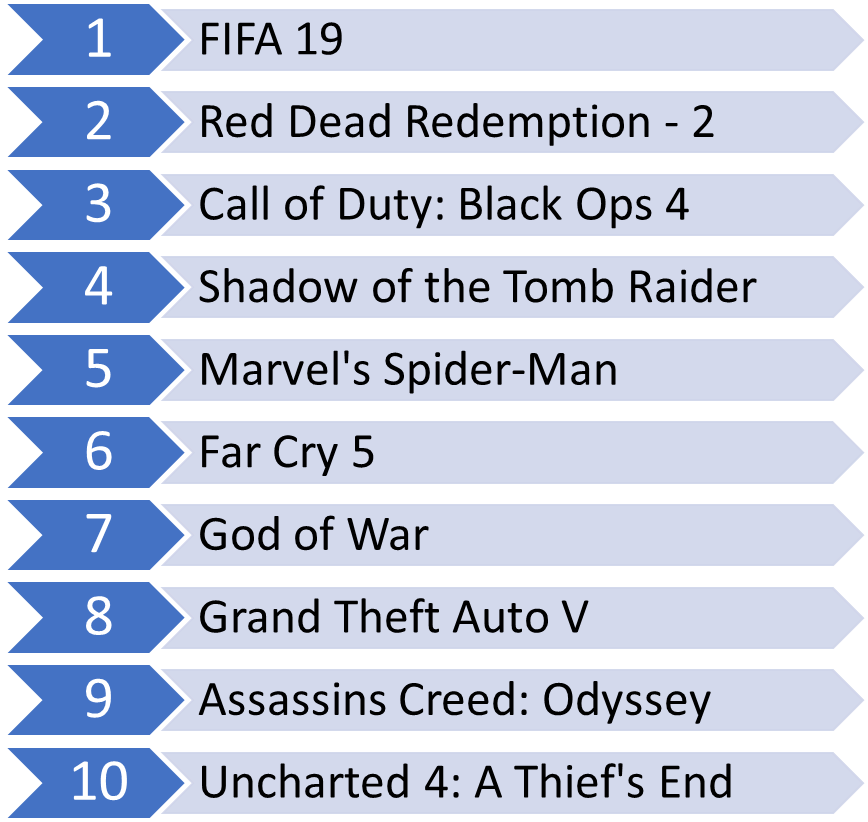 1 FIFA 19
2 Red Dead Redemption - 2
3 Call of Duty: Black Ops 4
4 Shadow of the Tomb Raider
5 Marvel's Spider-Man
6 Far Cry 5
7 God of War
8 Grand Theft Auto V
9 Assassins Creed: Odyssey
10 Uncharted 4: A Thief's End